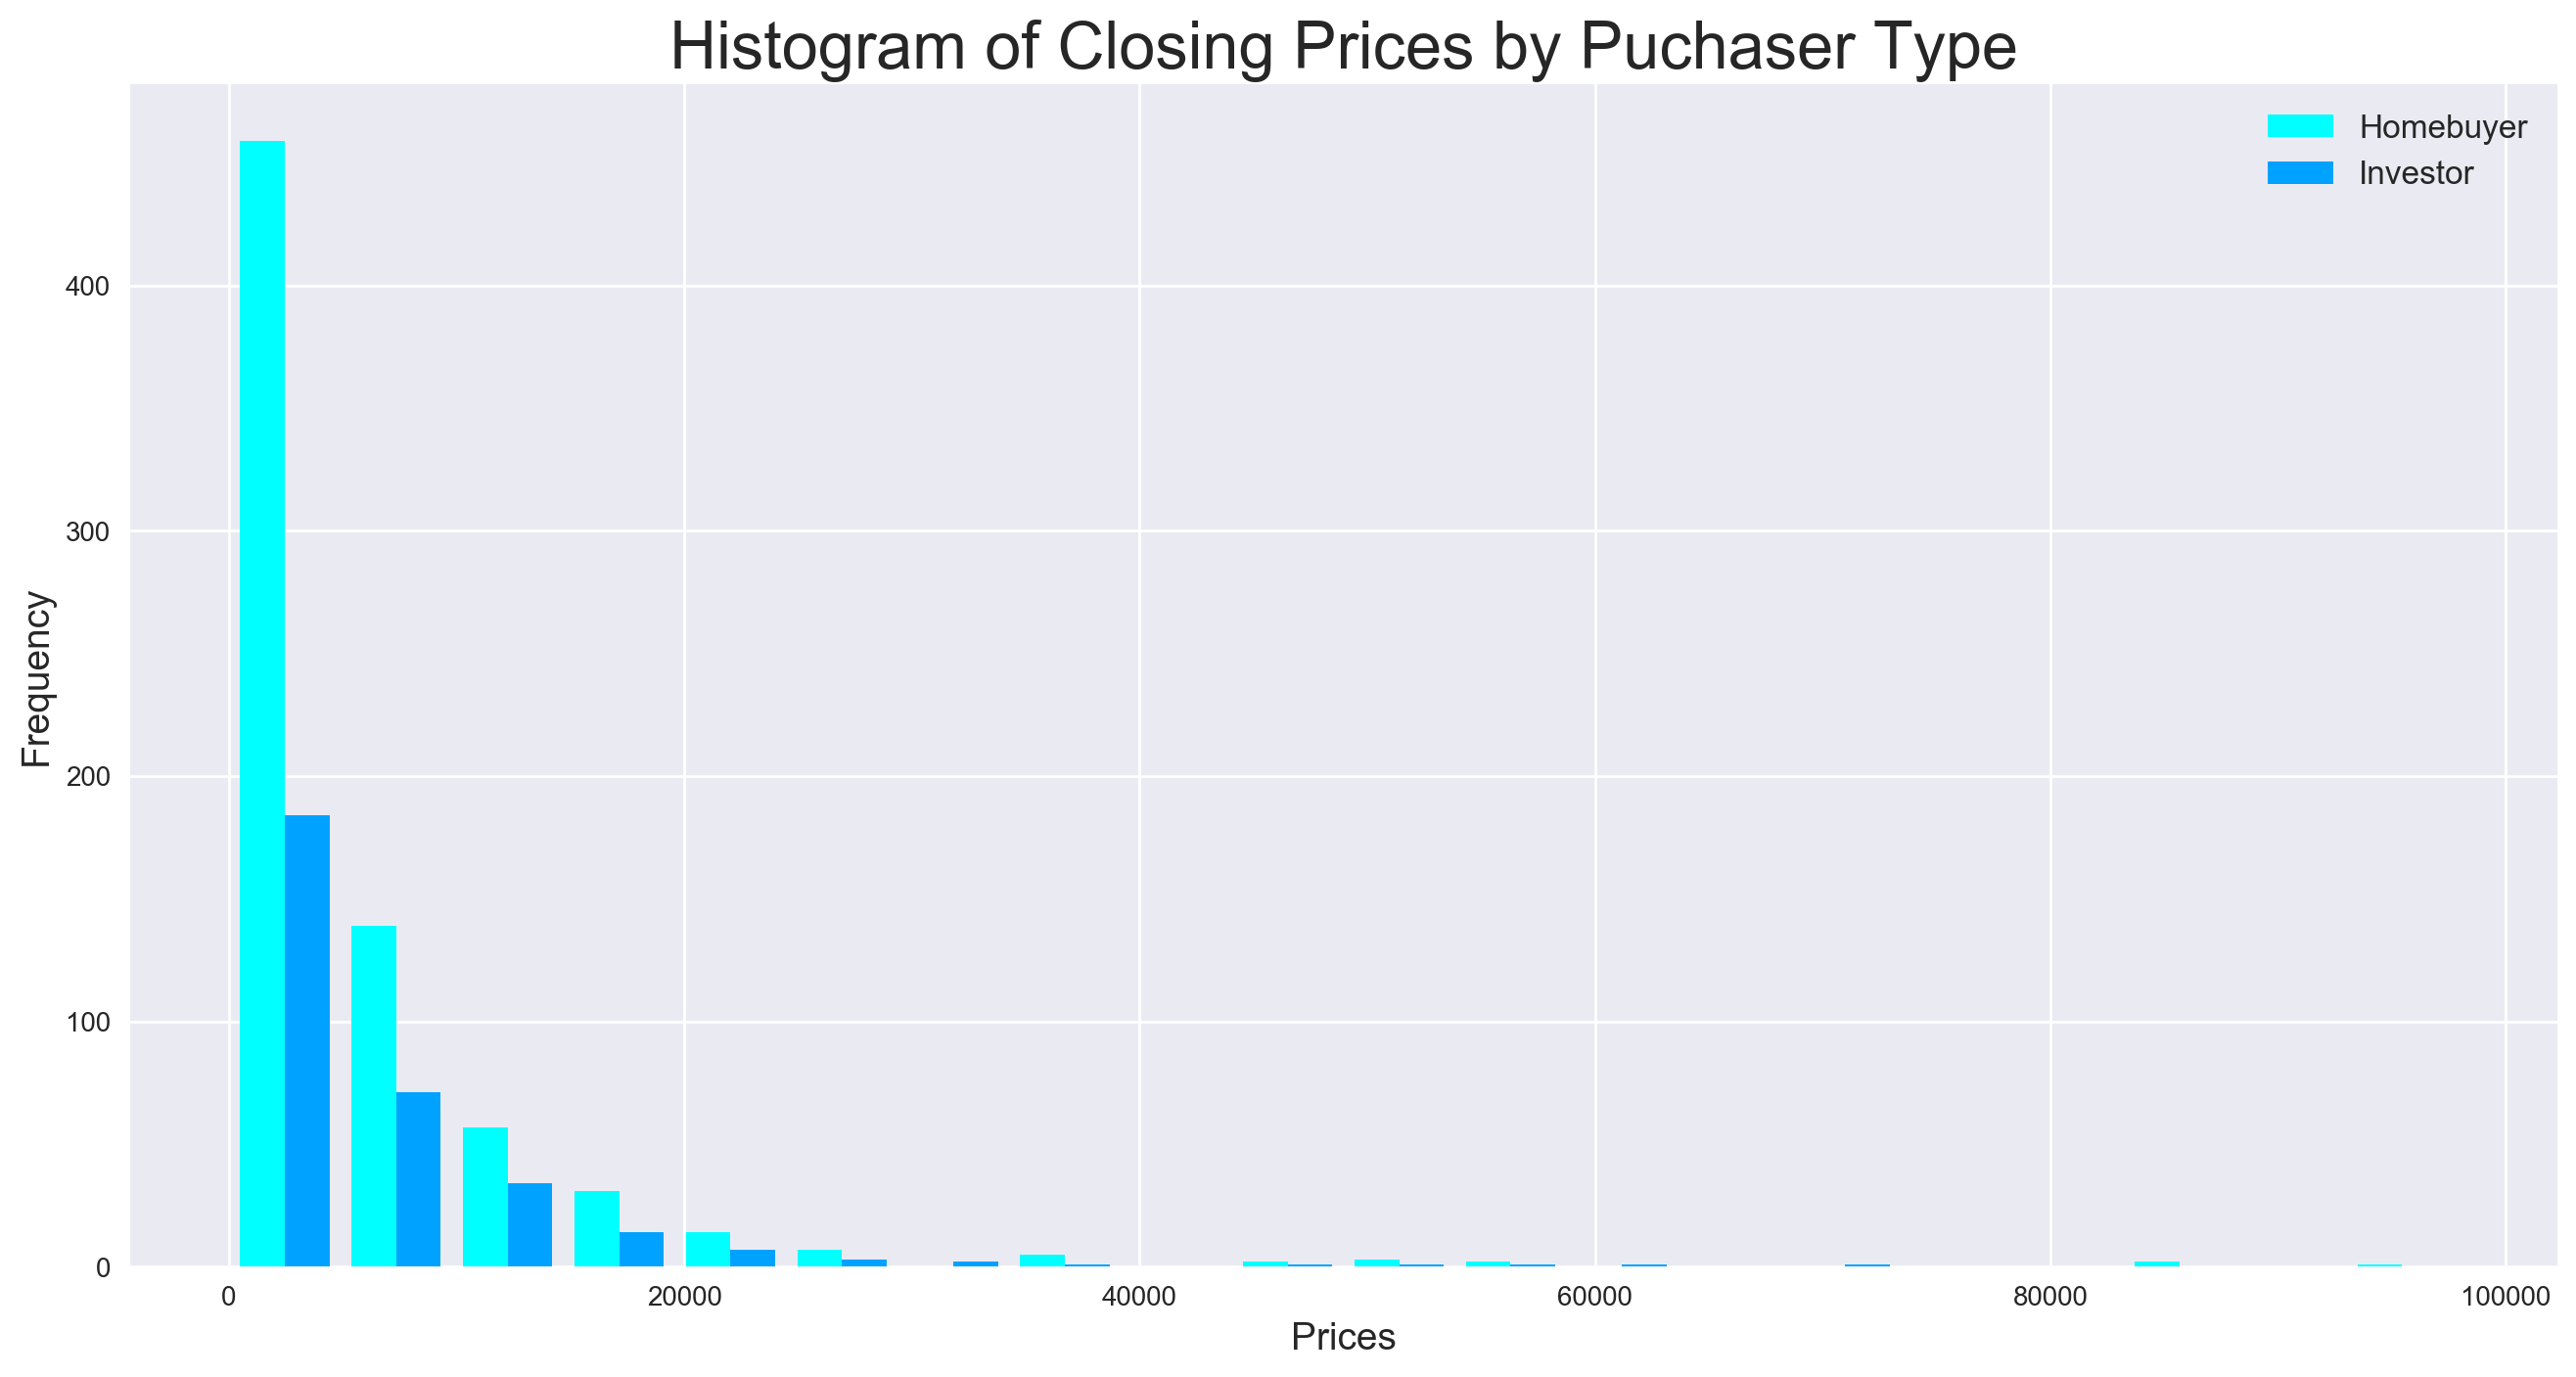 Histogram of Closing Prices by Puchaser Type
Homebuyer
Investor
400
300
200
100
0
Frequency
0
20000
40000
60000
80000
100000
Prices